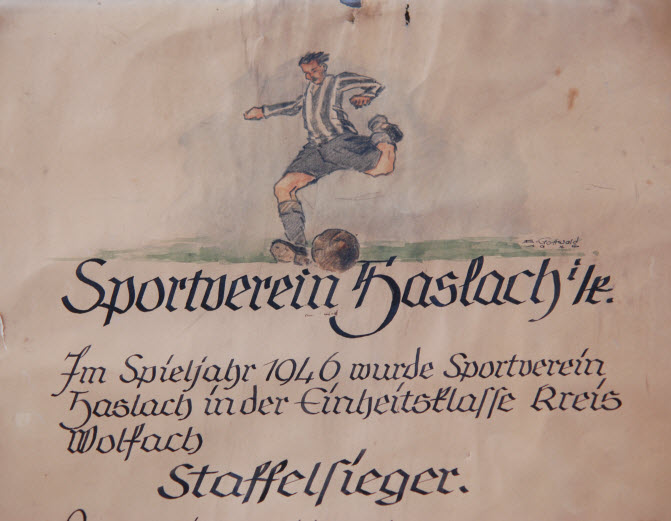 Sportverein Haslach i/K.
Im Spieljahr 1946 wurde Sportverein
Haslach in der Einheitsklaſſe Kreis
Wolfach
Staffelſieger.